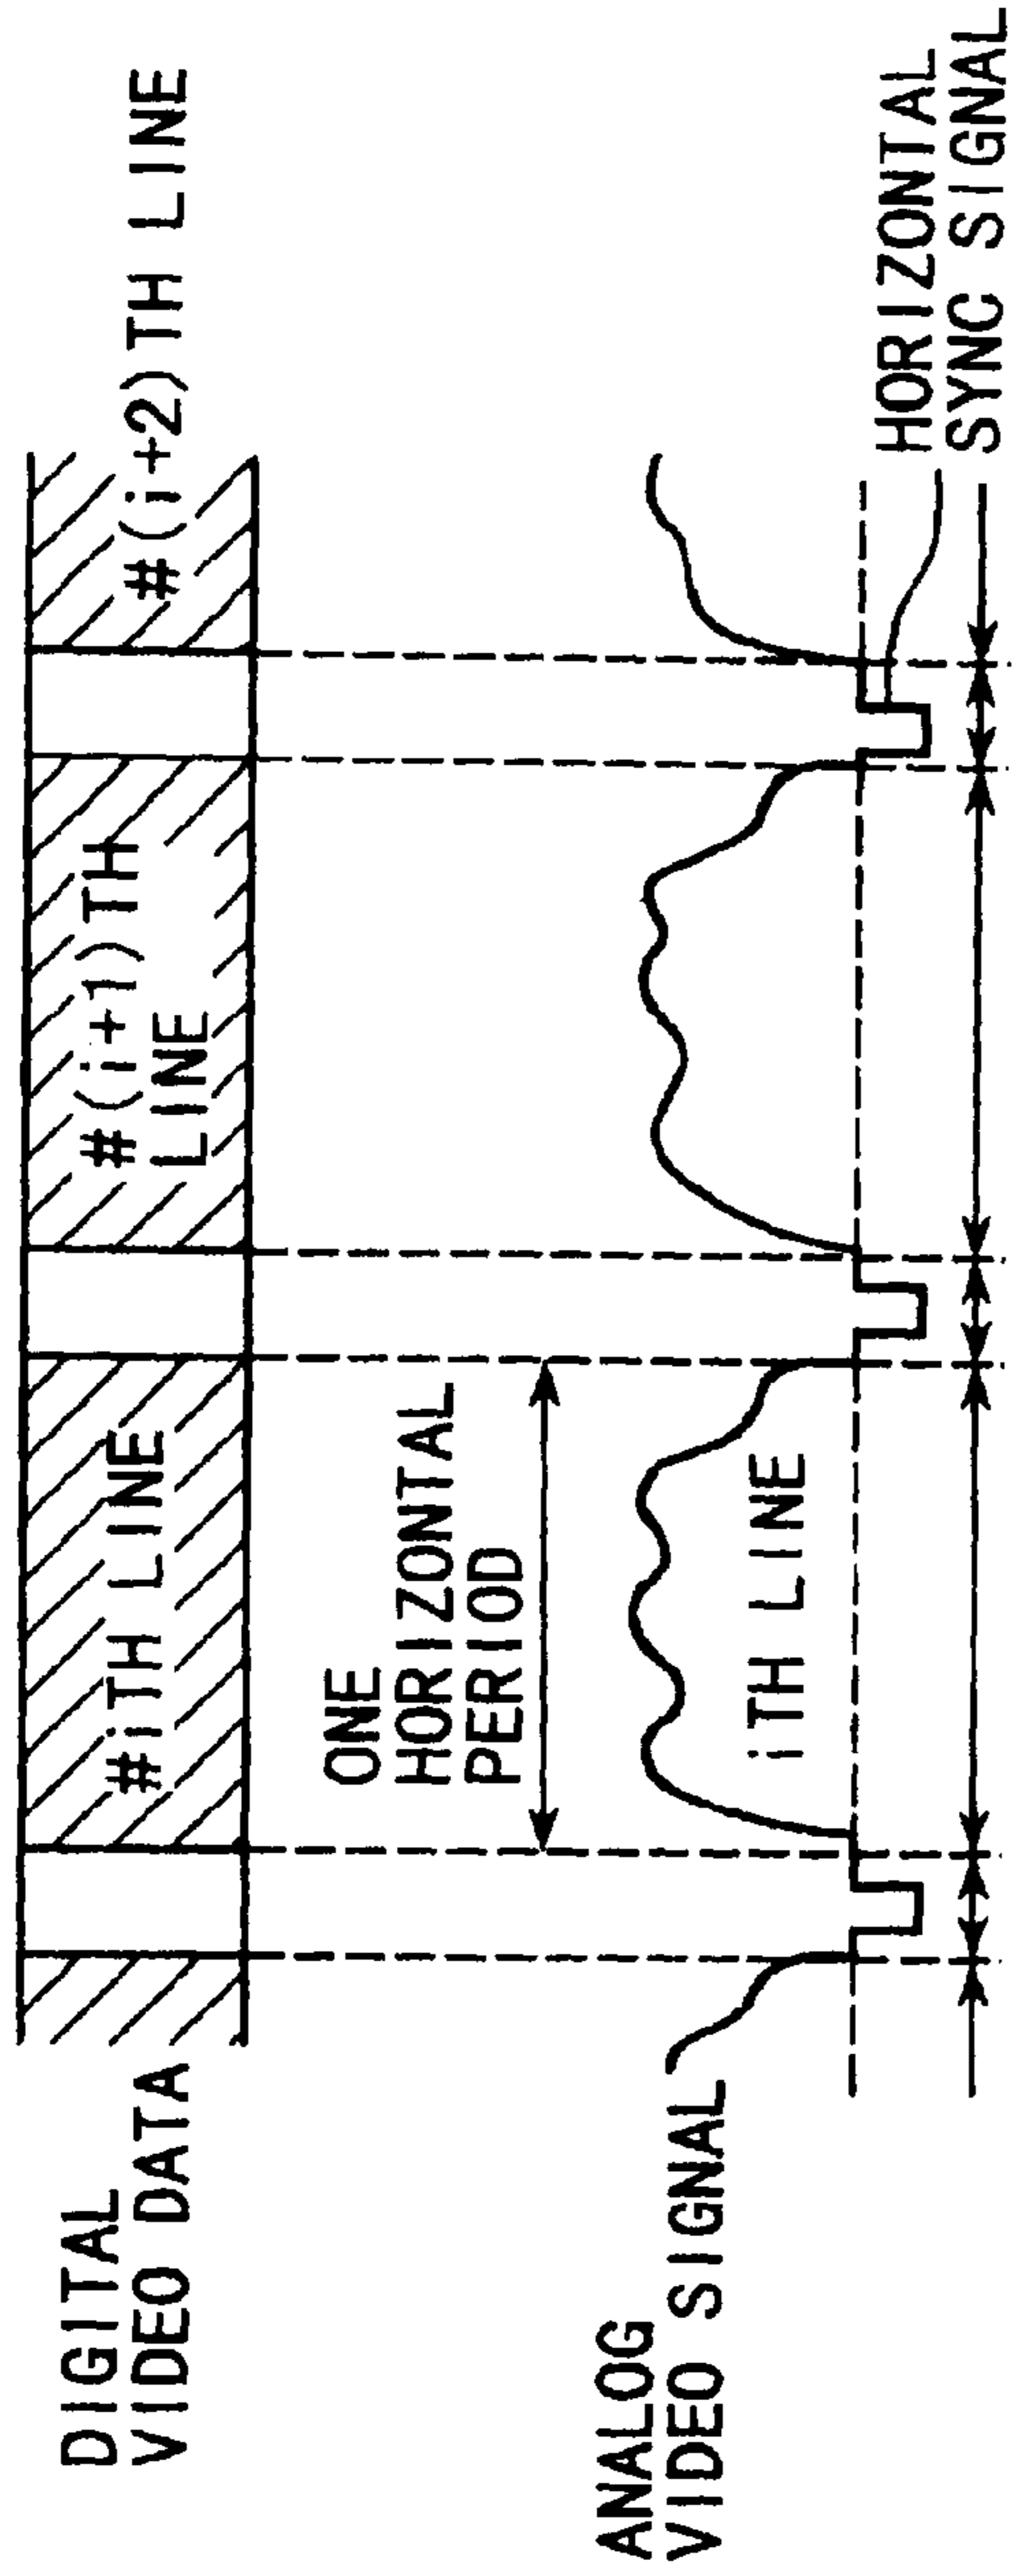 DIGITAL
VIDEO DATA
#iTH LINE
#(i+1)TH
LINE
#(i+2)TH LINE
ONE
HORIZONTAL
PERIOD
ANALOG
VIDEO SIGNAL
iTH LINE
HORIZONTAL
SYNC SIGNAL